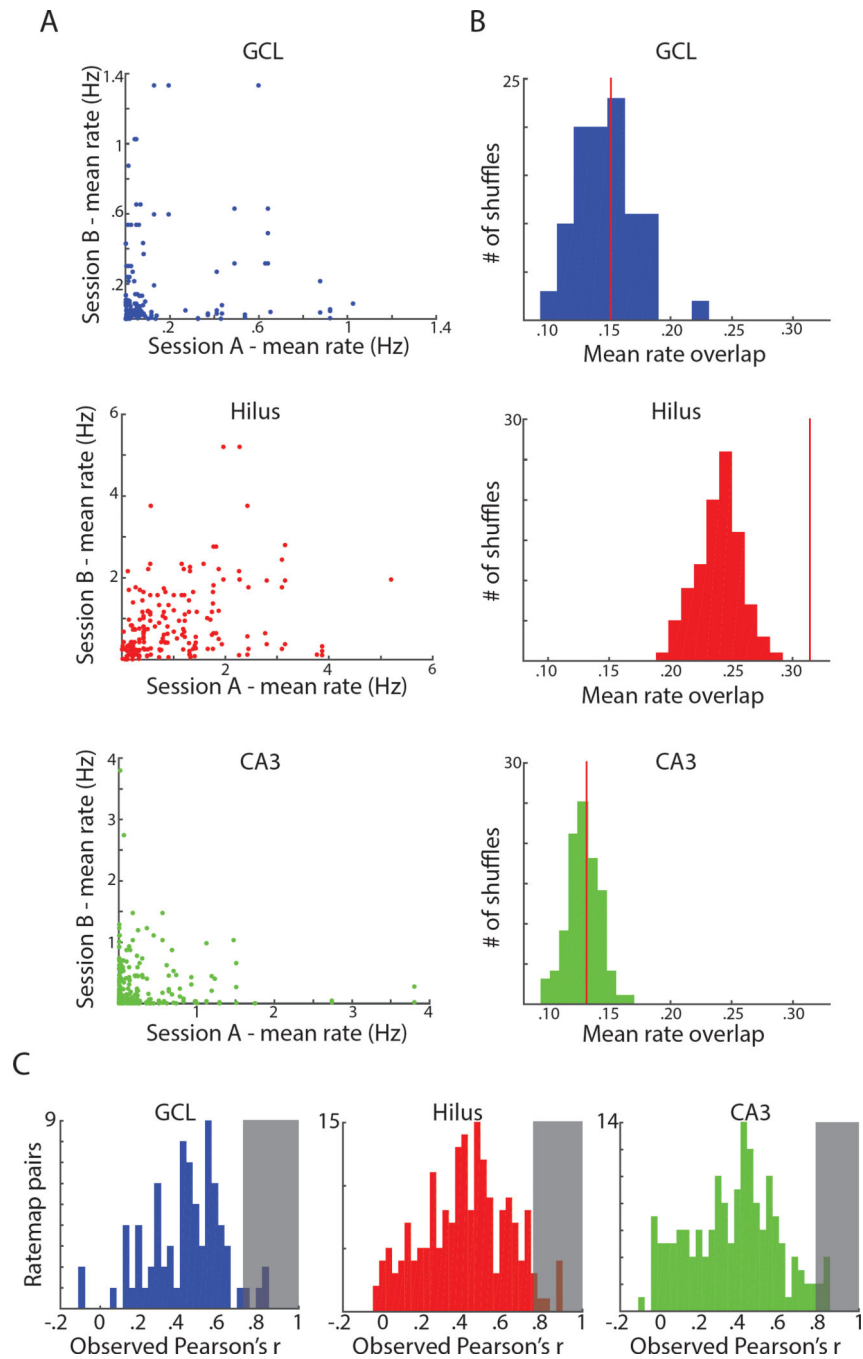 A
GCL
Session B - mean rate (Hz)
1.4
1
.6
.2
.2
.6
1
1.4
Session A - mean rate (Hz)
B
GCL
# of shuffles
25
.10
.15
.20
.25
.30
Mean rate overlap
Hilus
Session B - mean rate (Hz)
6
4
2
2
4
6
Session A - mean rate (Hz)
Hilus
# of shuffles
30
.10
.15
.20
.25
.30
Mean rate overlap
CA3
Session B - mean rate (Hz)
4
3
2
1
1
2
3
4
Session A - mean rate (Hz)
CA3
# of shuffles
30
.10
.15
.20
.25
.30
Mean rate overlap
C
GCL
Ratemap pairs
9
9
-.2
0
.2
.4
.6
.8
1
Observed Pearson's r
Hilus
15
-.2
0
.2
.4
.6
.8
1
Observed Pearson's r
CA3
14
-.2
0
.2
.4
.6
.8
1
Observed Pearson's r